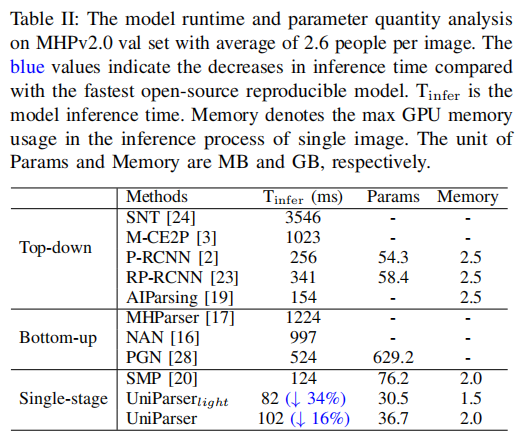 Table II: The model runtime and parameter quantity analysis
on MHPv2.0 val set with average of 2.6 people per image. The
blue values indicate the decreases in inference time compared
with the fastest open-source reproducible model. T_infer is the
model inference time. Memory denotes the max GPU memory
usage in the inference process of single image. The unit of
Params and Memory are MB and GB, respectively.
Methods T_infer (ms) Params Memory
Top-down
SNT [24] 3546 - -
M-CE2P [3] 1023 - -
P-RCNN [2] 256 54.3 2.5
RP-RCNN [23] 341 58.4 2.5
AIParsing [19] 154 - 2.5
Bottom-up
MHParser [17] 1224 - -
NAN [16] 997 - -
PGN [28] 524 629.2 -
Single-stage
SMP [20] 124 76.2 2.0
UniParser_light 82 (↓ 34%) 30.5 1.5
UniParser 102 (↓ 16%) 36.7 2.0